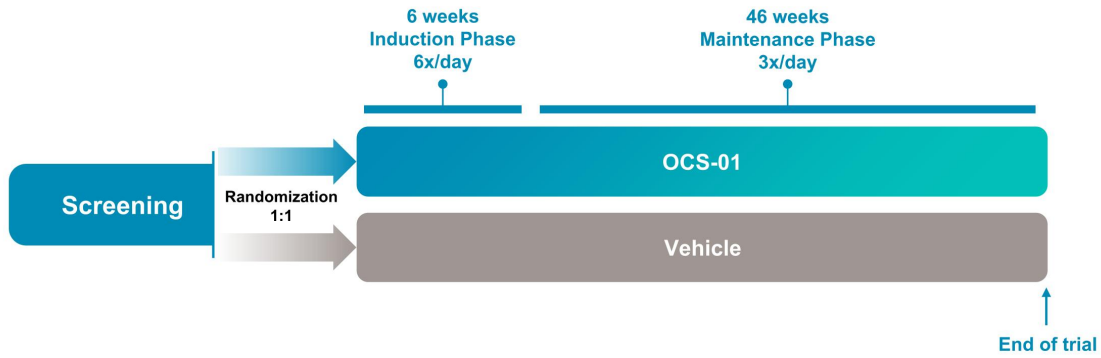 6 weeks
Induction Phase
6x/day
46 weeks
Maintenance Phase
3x/day
Screening
Randomization
1:1
OCS-01
Vehicle
End of trial